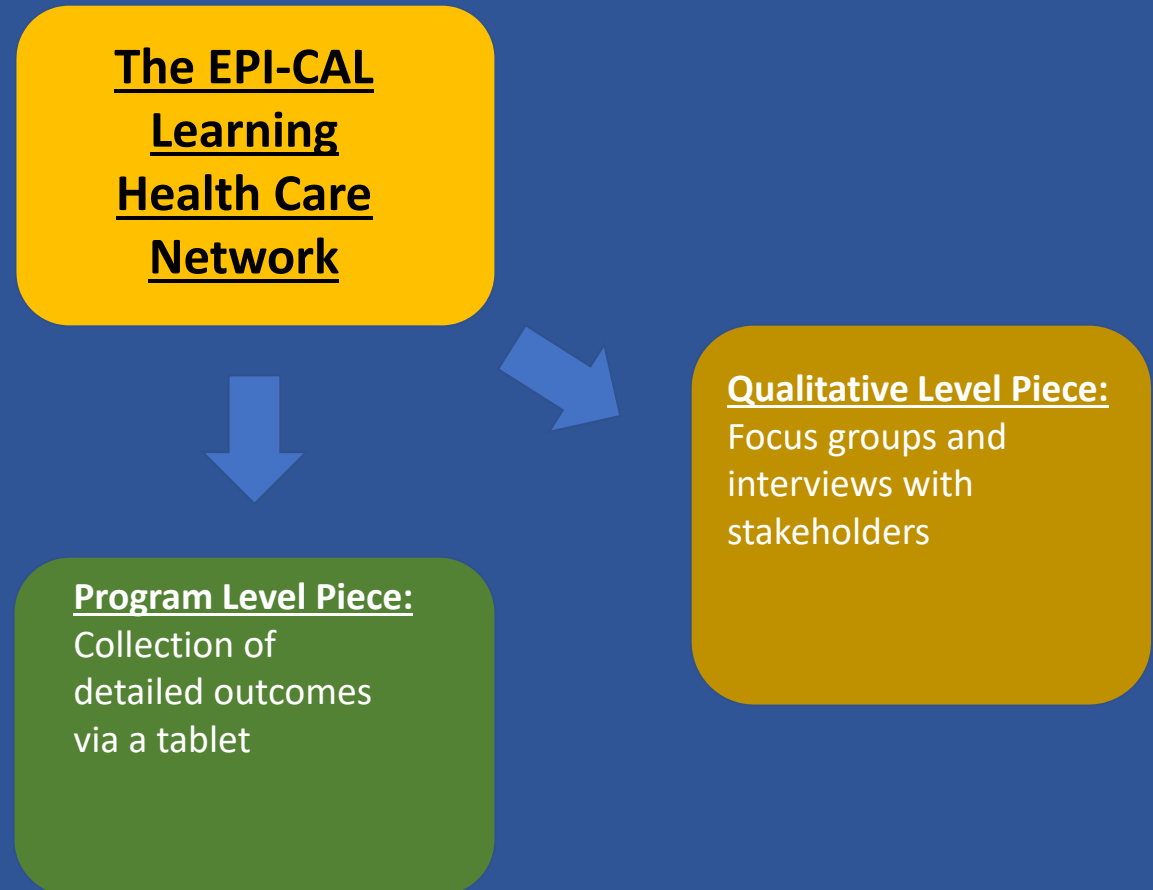 The EPI-CAL
Learning
Health Care
Network
Qualitative Level Piece:
Focus groups and
interviews with
stakeholders
Program Level Piece:
Collection of
detailed outcomes
via a tablet